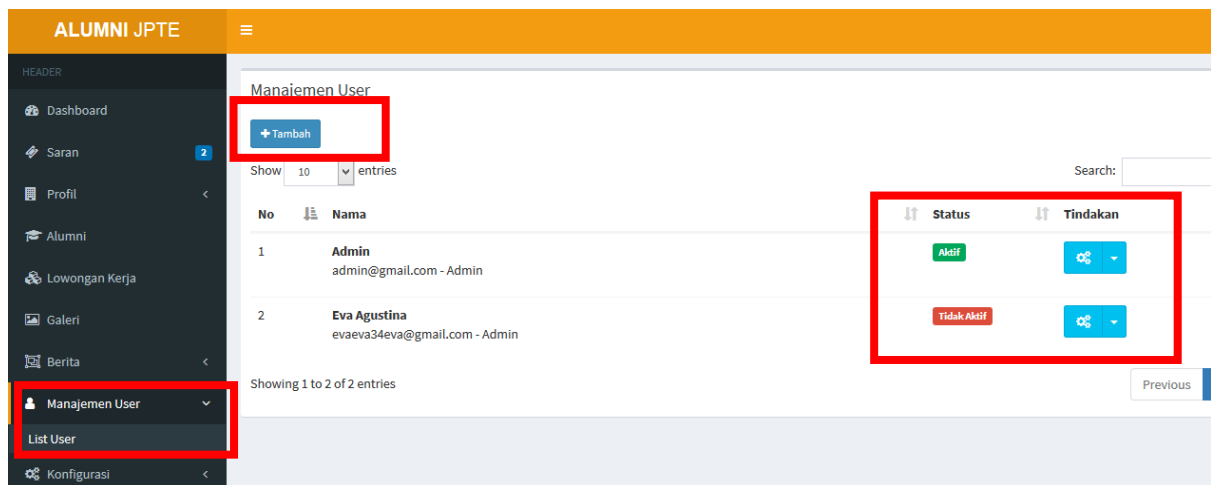 ALUMNI JPTE
HEADER
Dashboard
Saran 2
Profil
Alumni
Lowongan Kerja
Galeri
Berita
Manajemen User
List User
Konfigurasi
Manajemen User
+ Tambah
Show 10 entries
Search:
No Nama Status Tindakan
1 Admin Aktif
admin@gmail.com - Admin
2 Eva Agustina Tidak Aktif
evaeva34eva@gmail.com - Admin
Showing 1 to 2 of 2 entries
Previous